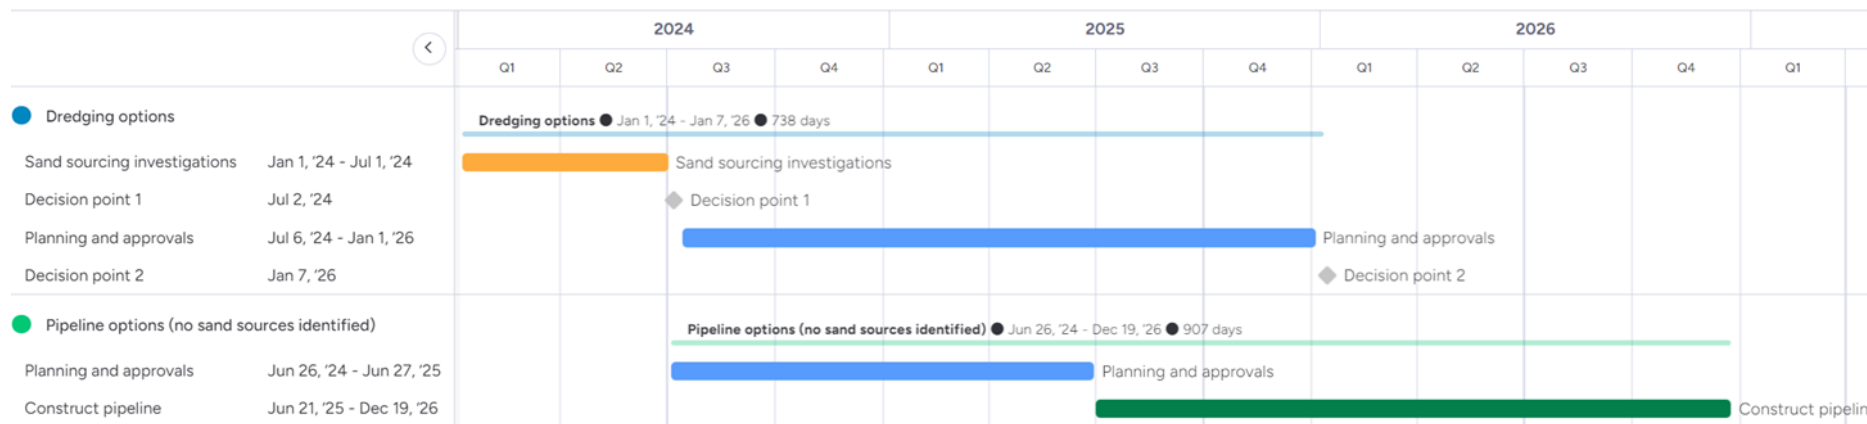 2024 2025 2026
Q1 Q2 Q3 Q4 Q1 Q2 Q3 Q4 Q1 Q2 Q3 Q4 Q1
Dredging options
Dredging options ● Jan 1, '24 - Jan 7, '26 ● 738 days
Sand sourcing investigations Jan 1, '24 - Jul 1, '24 Sand sourcing investigations
Decision point 1 Jul 2, '24 Decision point 1
Planning and approvals Jul 6, '24 - Jan 1, '26 Planning and approvals
Decision point 2 Jan 7, '26 Decision point 2
Pipeline options (no sand sources identified)
Pipeline options (no sand sources identified) ● Jun 26, '24 - Dec 19, '26 ● 907 days
Planning and approvals Jun 26, '24 - Jun 27, '25 Planning and approvals
Construct pipeline Jun 21, '25 - Dec 19, '26 Construct pipelin